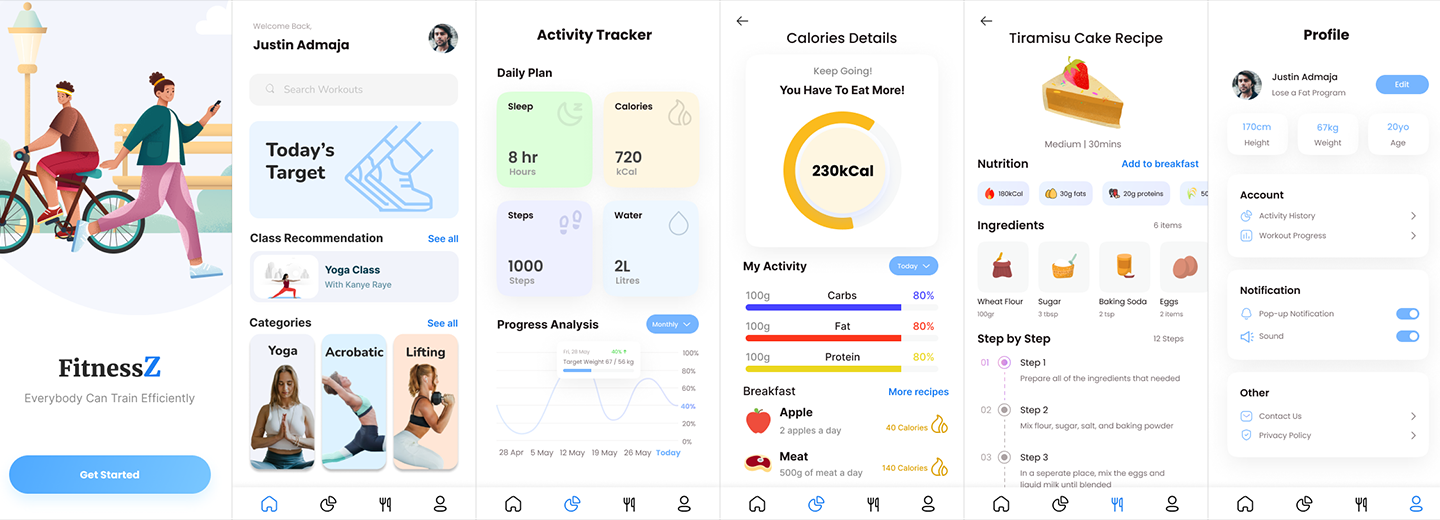 FitnessZ
Everybody Can Train Efficiently
Get Started
Welcome Back,
Justin Admaja
Search Workouts
Today's
Target
Class Recommendation
See all
Yoga Class
With Kanye Raye
Categories
See all
Yoga
Acrobatic
Lifting
Activity Tracker
Daily Plan
Sleep
8 hr
Hours
Calories
720
kCal
Steps
1000
Steps
Water
2L
Litres
Progress Analysis
Monthly
Fri, 28 May
40%
Target Weight 67 / 56 kg
100%
80%
60%
40%
20%
0%
28 Apr
5 May
12 May
19 May
26 May
Today
Calories Details
Keep Going!
You Have To Eat More!
230kCal
My Activity
Today
100g
Carbs
80%
100g
Fat
80%
100g
Protein
80%
Breakfast
More recipes
Apple
2 apples a day
40 Calories
Meat
500g of meat a day
140 Calories
Tiramisu Cake Recipe
Medium | 30mins
Nutrition
Add to breakfast
180kCal
30g fats
20g proteins
50
Ingredients
6 items
Wheat Flour
100gr
Sugar
3 tbsp
Baking Soda
2 tsp
Eggs
2 items
Step by Step
12 Steps
01
Step 1
Prepare all of the ingredients that needed
02
Step 2
Mix flour, sugar, salt, and baking powder
03
Step 3
In a seperate place, mix the eggs and
liquid milk until blended
Profile
Justin Admaja
Lose a Fat Program
Edit
170cm
Height
67kg
Weight
20yo
Age
Account
Activity History
Workout Progress
Notification
Pop-up Notification
Sound
Other
Contact Us
Privacy Policy